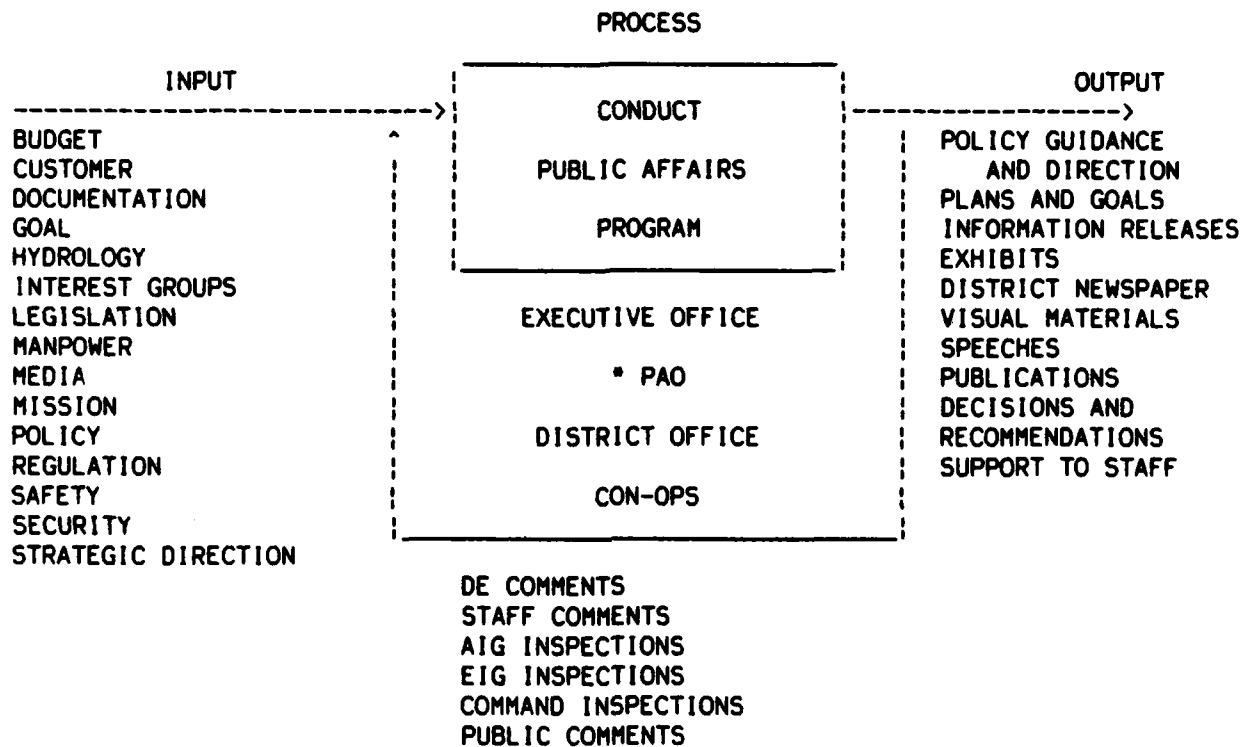 PROCESS
INPUT
OUTPUT
CONDUCT
PUBLIC AFFAIRS
PROGRAM
BUDGET
CUSTOMER
DOCUMENTATION
GOAL
HYDROLOGY
INTEREST GROUPS
LEGISLATION
MANPOWER
MEDIA
MISSION
POLICY
REGULATION
SAFETY
SECURITY
STRATEGIC DIRECTION
EXECUTIVE OFFICE
* PAO
DISTRICT OFFICE
CON-OPS
POLICY GUIDANCE
AND DIRECTION
PLANS AND GOALS
INFORMATION RELEASES
EXHIBITS
DISTRICT NEWSPAPER
VISUAL MATERIALS
SPEECHES
PUBLICATIONS
DECISIONS AND
RECOMMENDATIONS
SUPPORT TO STAFF
DE COMMENTS
STAFF COMMENTS
AIG INSPECTIONS
EIG INSPECTIONS
COMMAND INSPECTIONS
PUBLIC COMMENTS